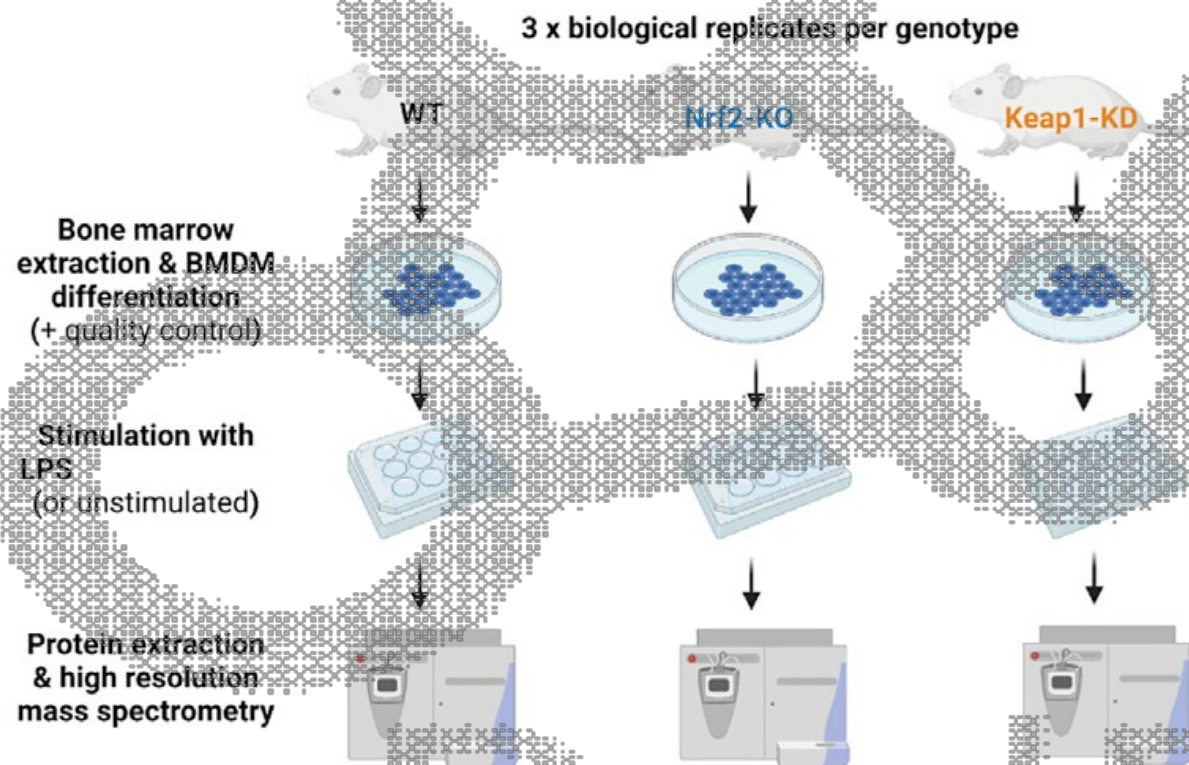 3 x biological replicates per genotype
WT
Nrf2-KO
Keap1-KD
Bone marrow
extraction & BMDM
differentiation
(+ quality control)
Stimulation with
LPS
(or unstimulated)
Protein extraction
& high resolution
mass spectrometry